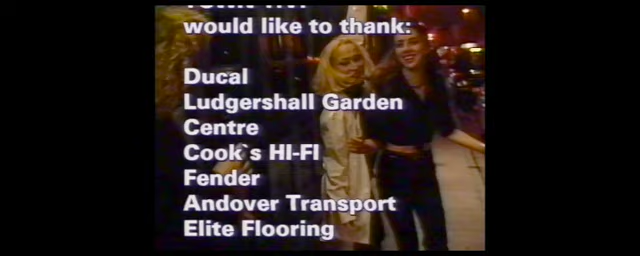 would like to thank:
Ducal
Ludgershall Garden
Centre
Cook`s HI-FI
Fender
Andover Transport
Elite Flooring